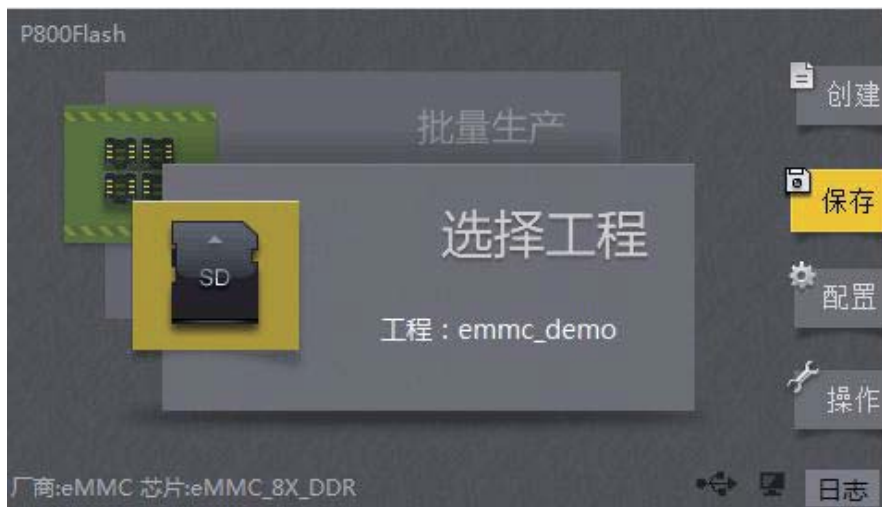 P800Flash
创建
批量生产
保存
选择工程
SD
配置
工程：emmc_demo
操作
厂商:eMMC 芯片:eMMC_8X_DDR
日志